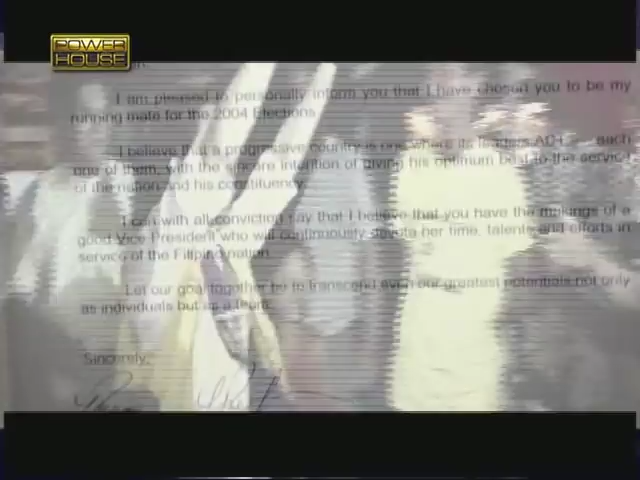 POWER
HOUSE
on.
I am pleased to personally inform you that I have chosen you to be my
running mate for the 2004 Elections.
I believe that a progressive country is one where its leaders ACT each
one of them, with the sincere intention of giving his optimum best to the service
of the nation and his constituency.
I can with all conviction say that I believe that you have the makings of a
good Vice President who will continuously devote her time, talents and efforts in
service of the Filipino nation.
Let our goal together be to transcend even our greatest potentials not only
as individuals but as a team.
Sincerely,